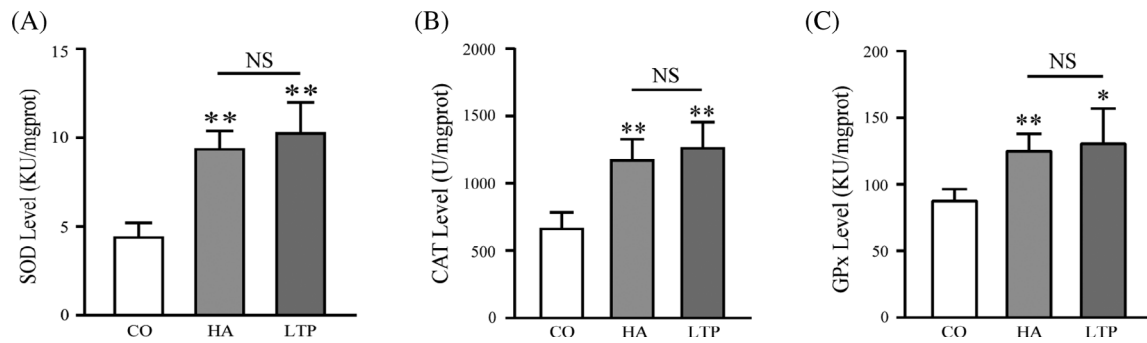 (A)
SOD Level (KU/mgprot)
15
10
5
0
NS
**
**
CO HA LTP
(B)
CAT Level (U/mgprot)
2000
1500
1000
500
0
NS
**
**
CO HA LTP
(C)
GPx Level (KU/mgprot)
200
150
100
50
0
NS
**
*
CO HA LTP